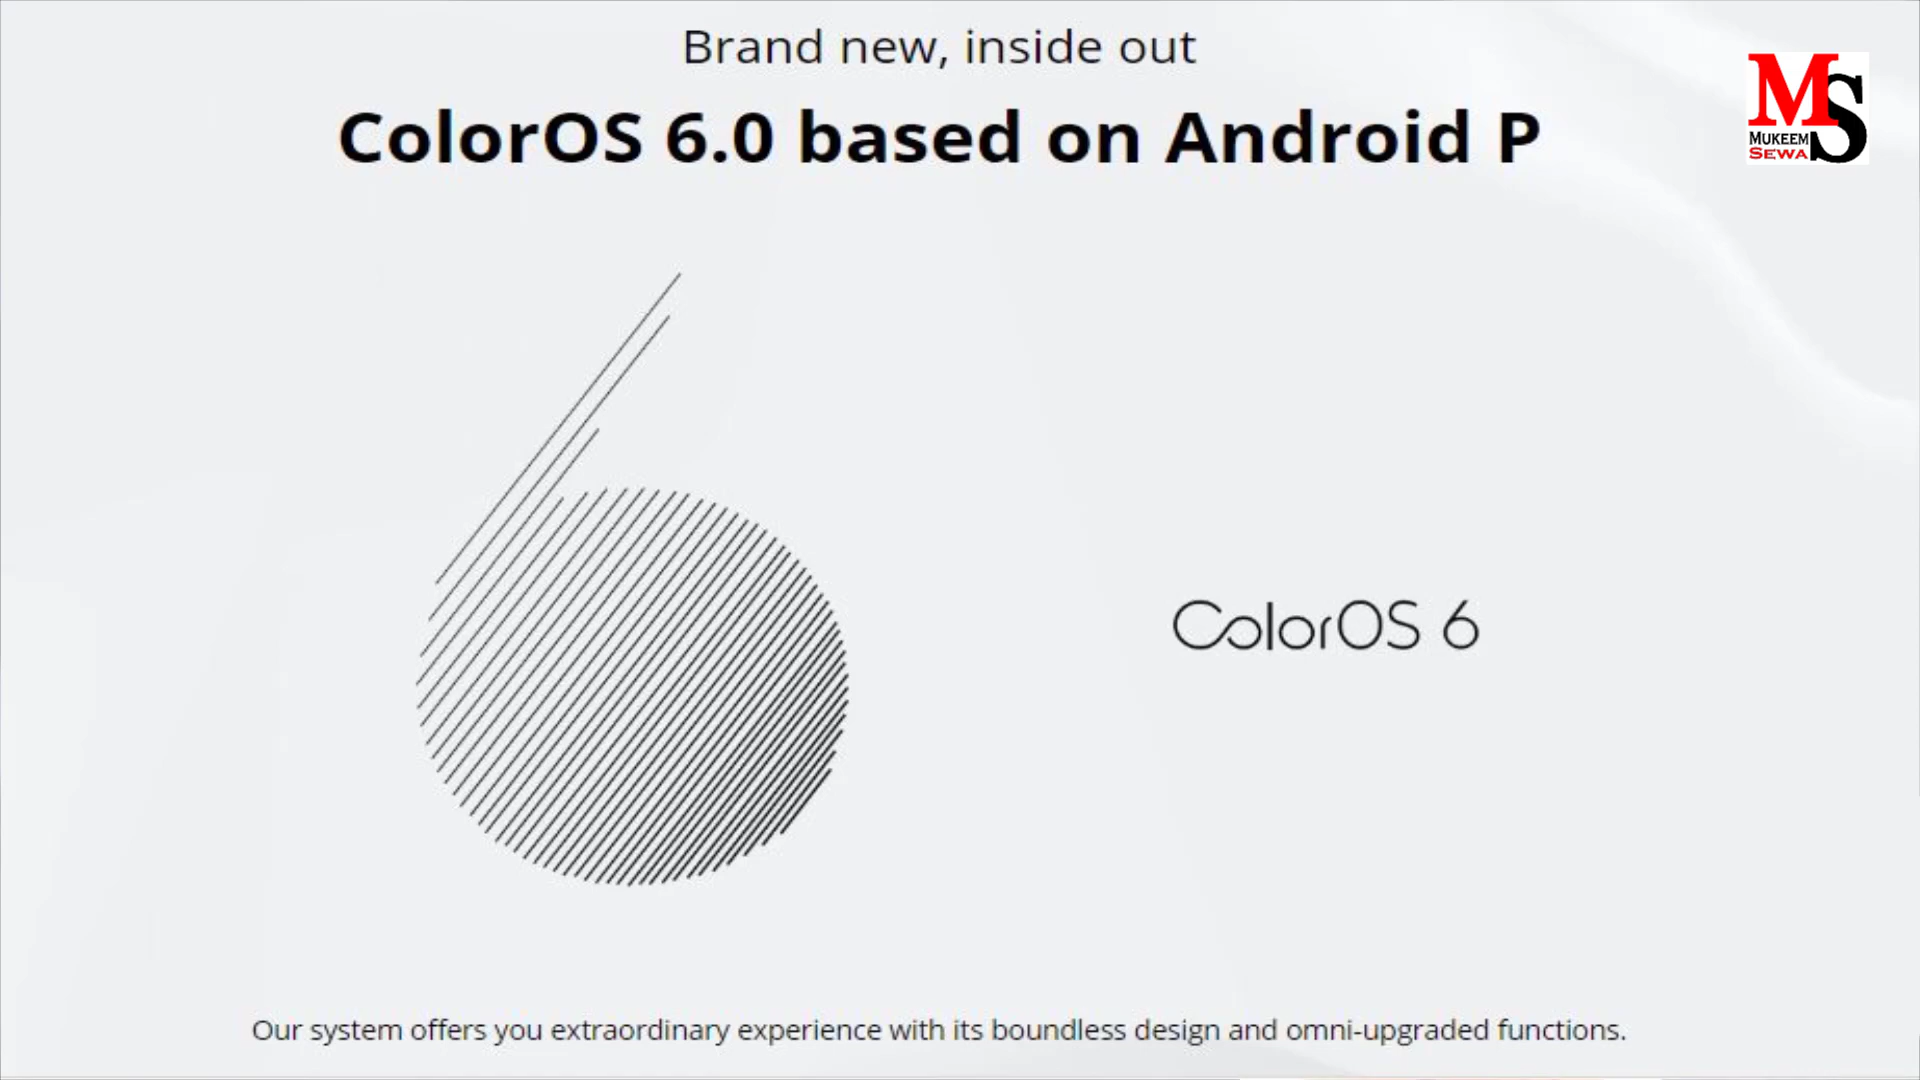 Brand new, inside out
ColorOS 6.0 based on Android P
MS
MUKEEM
SEWA
ColorOS 6
Our system offers you extraordinary experience with its boundless design and omni-upgraded functions.